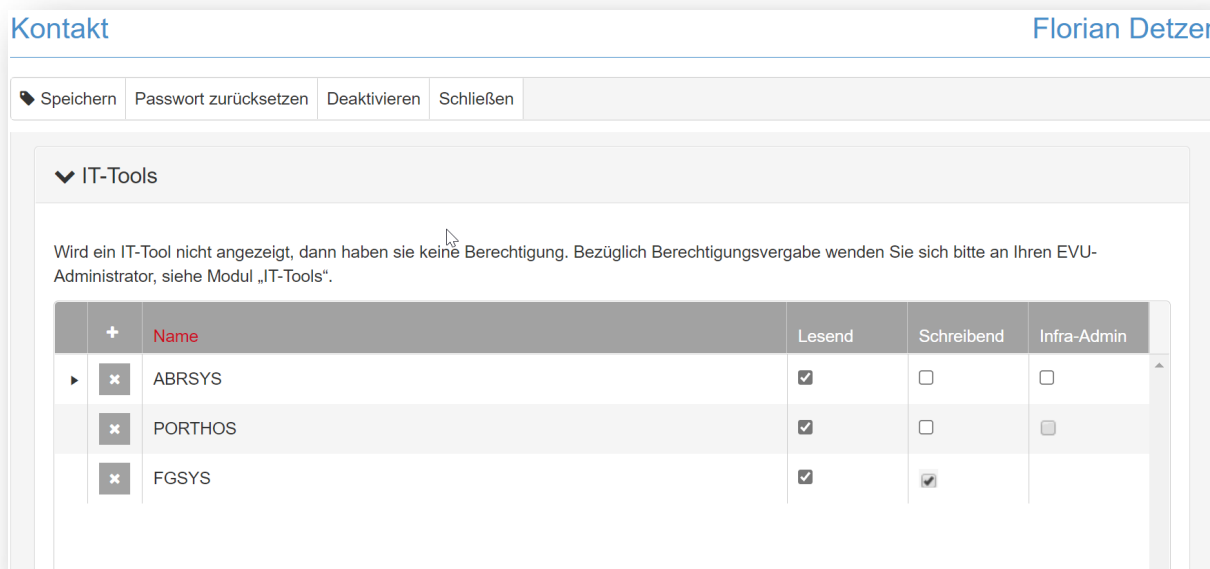 Kontakt Florian Detzer
Speichern Passwort zurücksetzen Deaktivieren Schließen
IT-Tools
Wird ein IT-Tool nicht angezeigt, dann haben sie keine Berechtigung. Bezüglich Berechtigungsvergabe wenden Sie sich bitte an Ihren EVU-
Administrator, siehe Modul „IT-Tools“.
Name Lesend Schreibend Infra-Admin
ABRSYS
PORTHOS
FGSYS